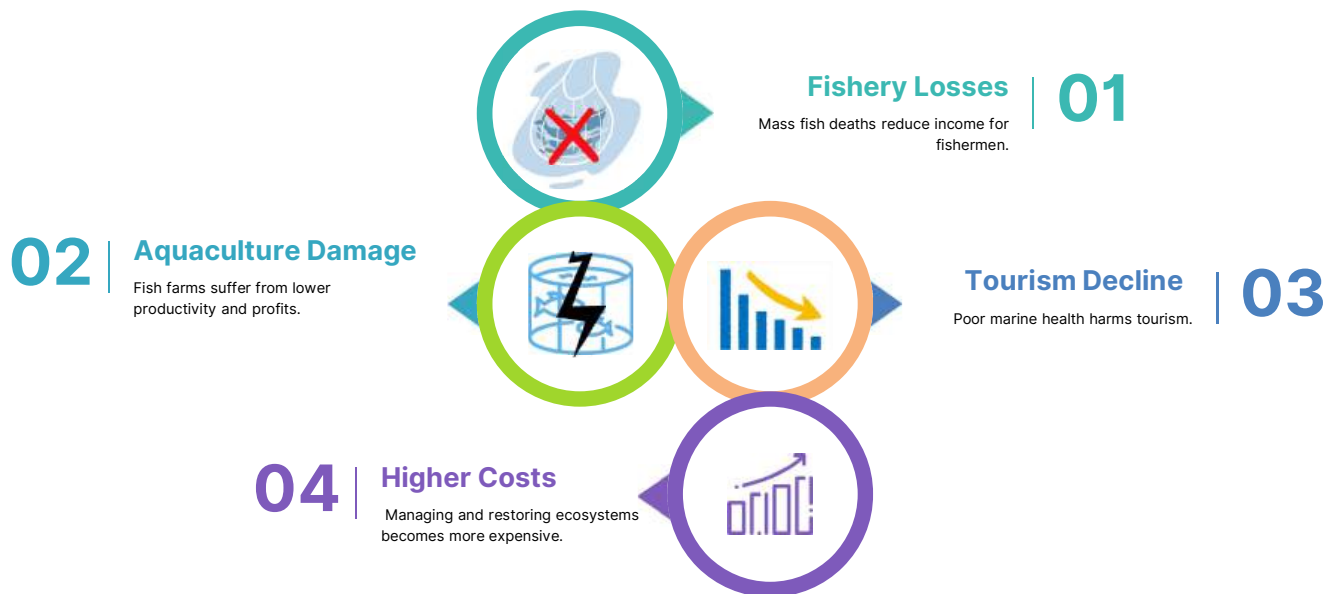 Fishery Losses
01
Mass fish deaths reduce income for
fishermen.
02
Aquaculture Damage
Fish farms suffer from lower
productivity and profits.
Tourism Decline
03
Poor marine health harms tourism.
04
Higher Costs
Managing and restoring ecosystems
becomes more expensive.